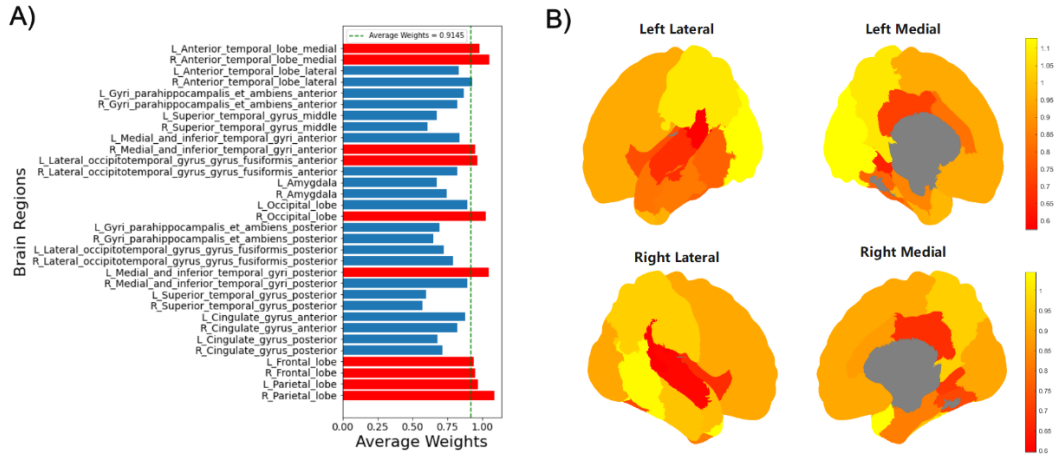 A)
Average Weights = 0.9145
Brain Regions
L_Anterior_temporal_lobe_medial
R_Anterior_temporal_lobe_medial
L_Anterior_temporal_lobe_lateral
R_Anterior_temporal_lobe_lateral
L_Gyri_parahippocampalis_et_ambiens_anterior
R_Gyri_parahippocampalis_et_ambiens_anterior
L_Superior_temporal_gyrus_middle
R_Superior_temporal_gyrus_middle
L_Medial_and_inferior_temporal_gyri_anterior
R_Medial_and_inferior_temporal_gyri_anterior
L_Lateral_occipitotemporal_gyrus_gyrus_fusiformis_anterior
R_Lateral_occipitotemporal_gyrus_gyrus_fusiformis_anterior
L_Amygdala
R_Amygdala
L_Occipital_lobe
R_Occipital_lobe
L_Gyri_parahippocampalis_et_ambiens_posterior
R_Gyri_parahippocampalis_et_ambiens_posterior
L_Lateral_occipitotemporal_gyrus_gyrus_fusiformis_posterior
R_Lateral_occipitotemporal_gyrus_gyrus_fusiformis_posterior
L_Medial_and_inferior_temporal_gyri_posterior
R_Medial_and_inferior_temporal_gyri_posterior
L_Superior_temporal_gyrus_posterior
R_Superior_temporal_gyrus_posterior
L_Cingulate_gyrus_anterior
R_Cingulate_gyrus_anterior
L_Cingulate_gyrus_posterior
R_Cingulate_gyrus_posterior
L_Frontal_lobe
R_Frontal_lobe
L_Parietal_lobe
R_Parietal_lobe
0.00 0.25 0.50 0.75 1.00
Average Weights
B)
Left Lateral
Left Medial
1.1
1.05
1
0.95
0.9
0.85
0.8
0.75
0.7
0.65
0.6
Right Lateral
Right Medial
1
0.95
0.9
0.85
0.8
0.75
0.7
0.65
0.6